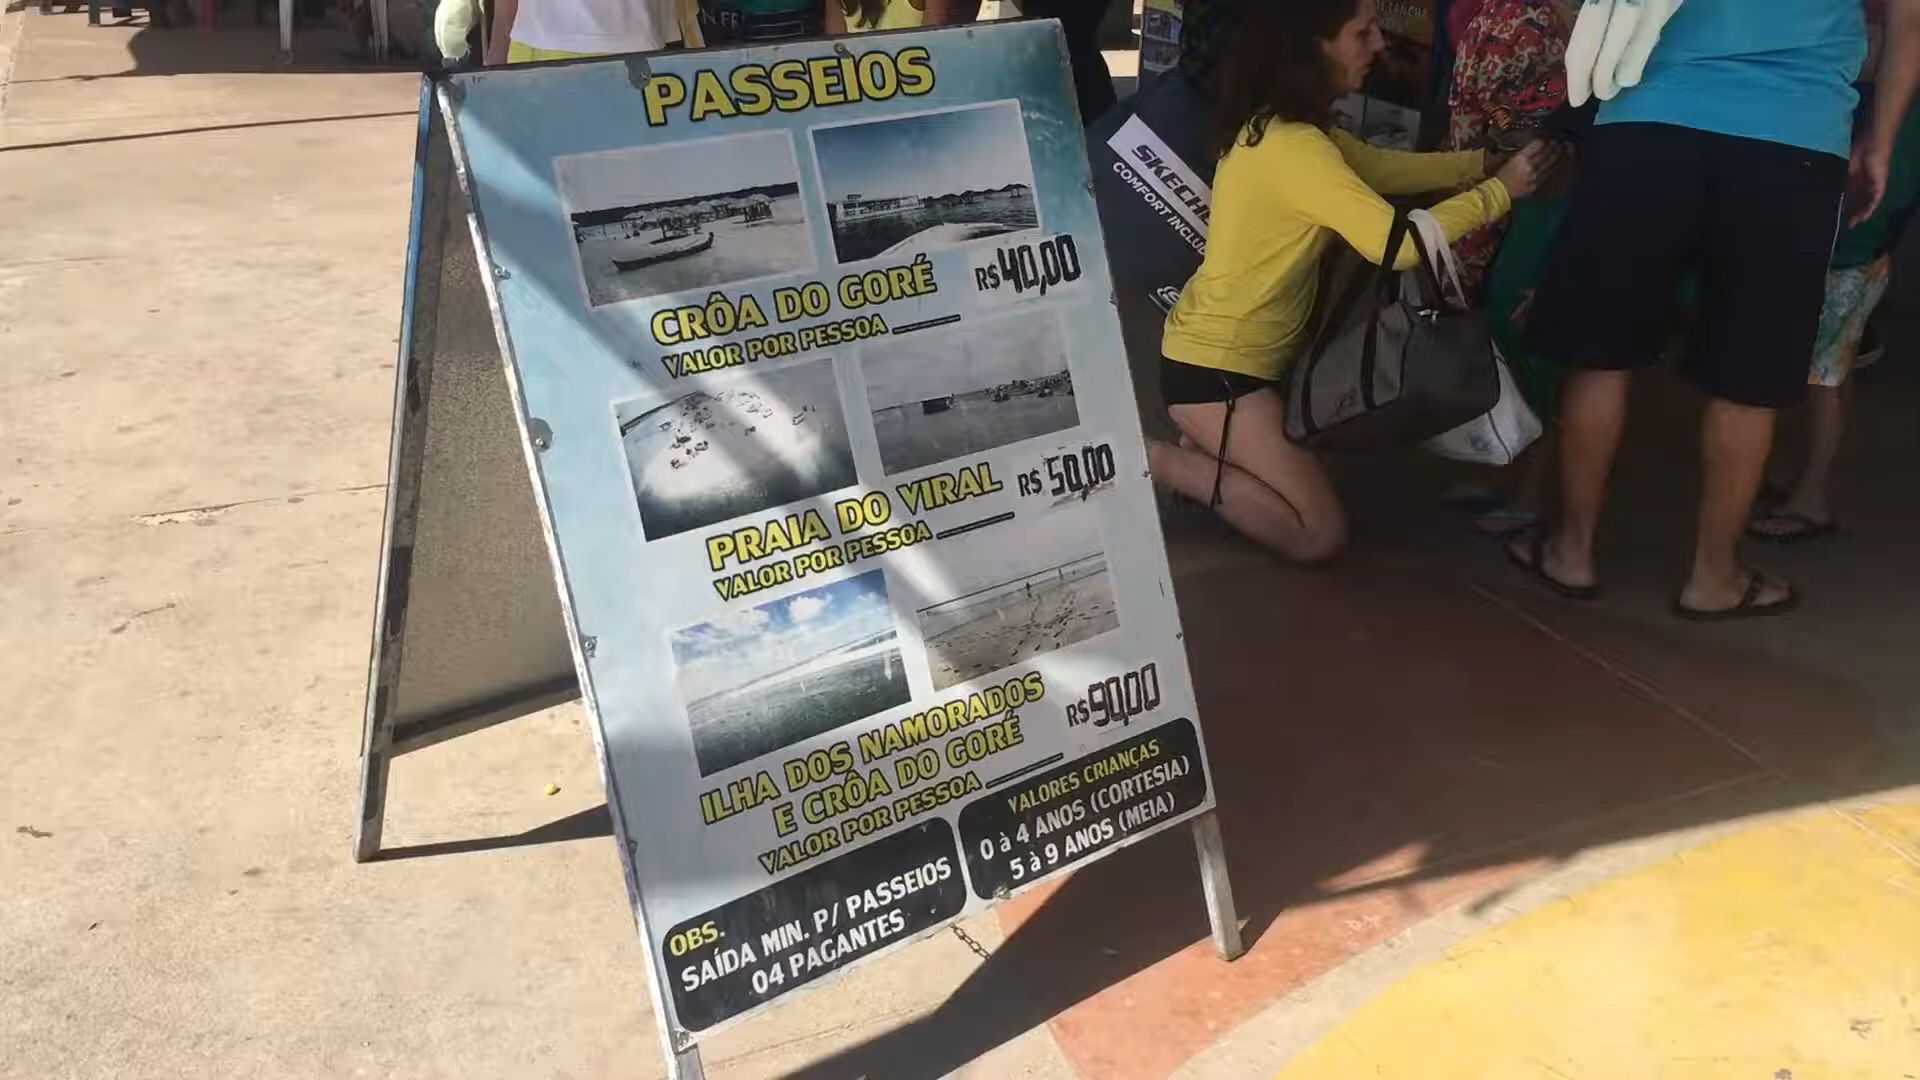 PASSEIOS
CRÔA DO GORÉ
R$ 40,00
VALOR POR PESSOA
PRAIA DO VIRAL
R$ 50,00
VALOR POR PESSOA
ILHA DOS NAMORADOS
E CRÔA DO GORÉ
R$ 90,00
VALOR POR PESSOA
VALORES CRIANÇAS
0 à 4 ANOS (CORTESIA)
5 à 9 ANOS (MEIA)
OBS.
SAÍDA MIN. P/ PASSEIOS
04 PAGANTES
COMFORT